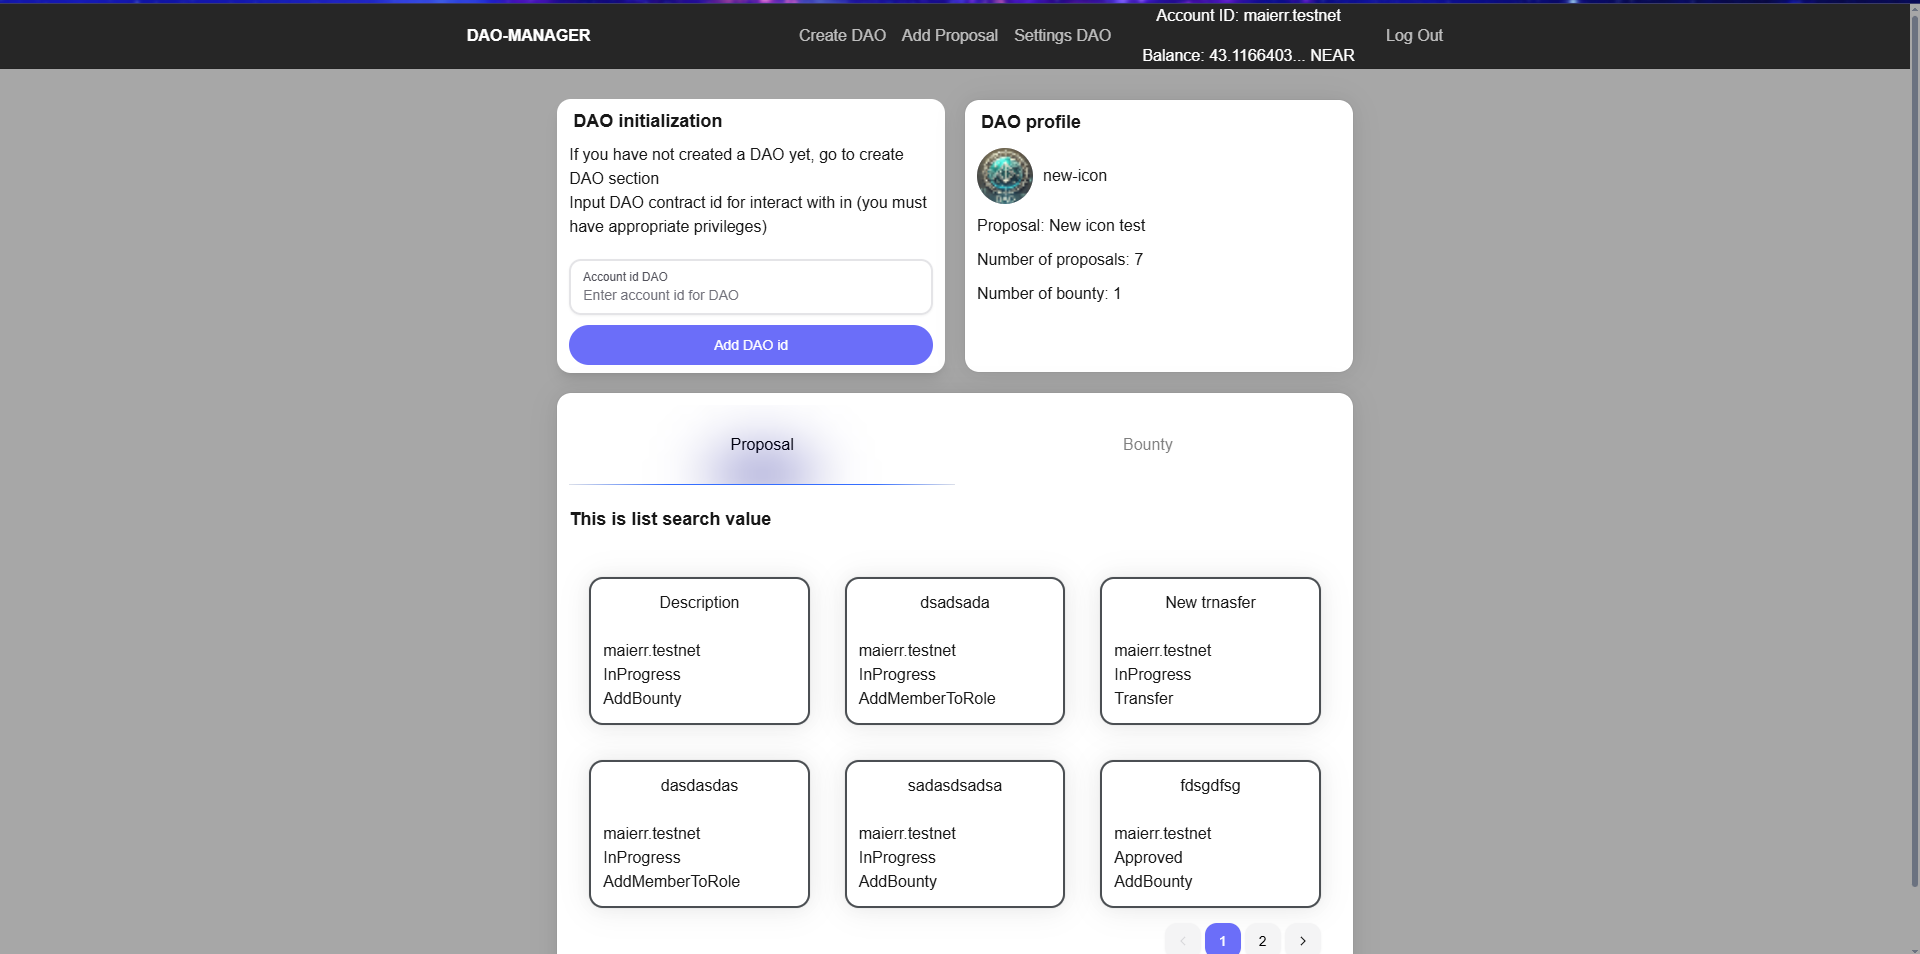 DAO-MANAGER
Create DAO
Add Proposal
Settings DAO
Account ID: maierr.testnet
Balance: 43.1166403... NEAR
Log Out
DAO initialization
If you have not created a DAO yet, go to create
DAO section
Input DAO contract id for interact with in (you must
have appropriate privileges)
Account id DAO
Enter account id for DAO
Add DAO id
DAO profile
DAO
new-icon
Proposal: New icon test
Number of proposals: 7
Number of bounty: 1
Proposal
Bounty
This is list search value
Description
maierr.testnet
InProgress
AddBounty
dsadsada
maierr.testnet
InProgress
AddMemberToRole
New trnasfer
maierr.testnet
InProgress
Transfer
dasdasdas
maierr.testnet
InProgress
AddMemberToRole
sadasdsadsa
maierr.testnet
InProgress
AddBounty
fdsgdfsg
maierr.testnet
Approved
AddBounty
1
2